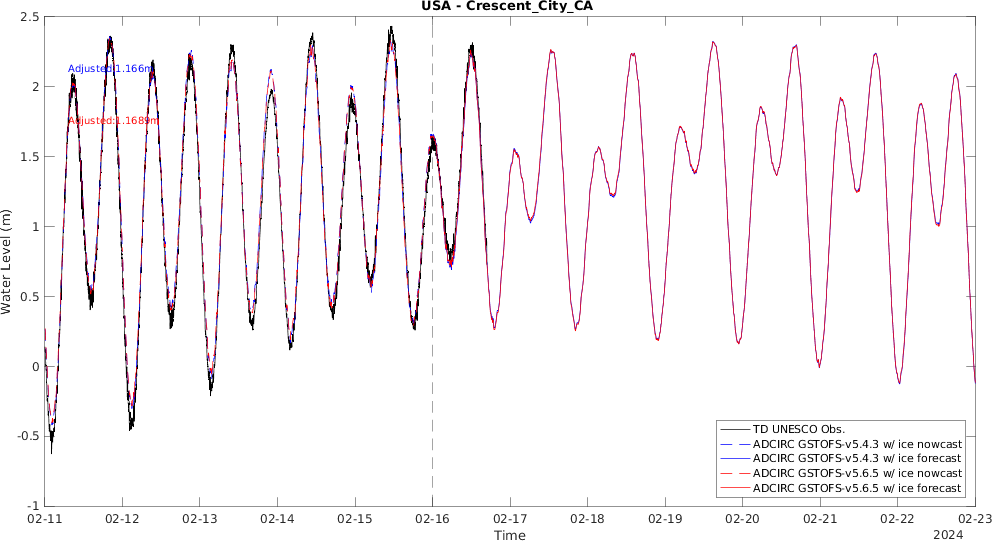 USA - Crescent_City_CA
2.5
2
1.5
1
0.5
0
-0.5
-1
Water Level (m)
Adjusted:1.166m
Adjusted:1.1689m
TD UNESCO Obs.
ADCIRC GSTOFS-v5.4.3 w/ ice nowcast
ADCIRC GSTOFS-v5.4.3 w/ ice forecast
ADCIRC GSTOFS-v5.6.5 w/ ice nowcast
ADCIRC GSTOFS-v5.6.5 w/ ice forecast
02-11 02-12 02-13 02-14 02-15 02-16 02-17 02-18 02-19 02-20 02-21 02-22 02-23
Time
2024